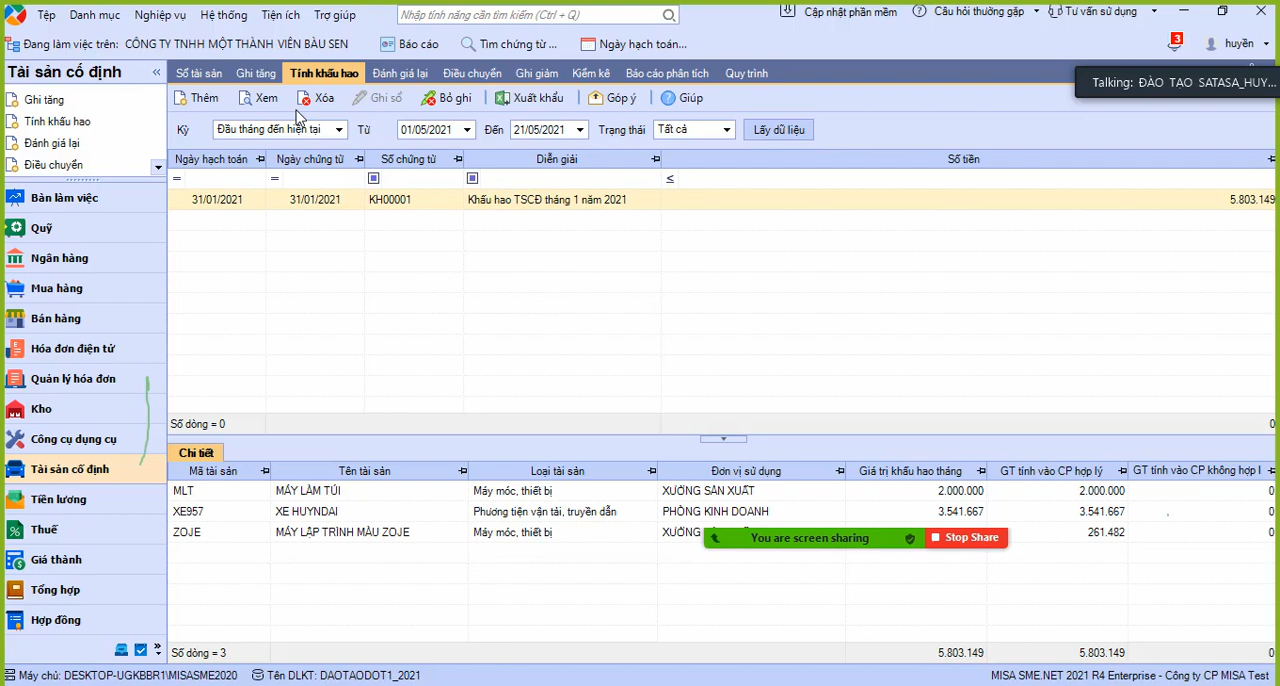 Tệp Danh mục Nghiệp vụ Hệ thống Tiện ích Trợ giúp Nhập tính năng cần tìm kiếm (Ctrl + Q) Cập nhật phần mềm Câu hỏi thường gặp Tư vấn sử dụng
Đang làm việc trên: CÔNG TY TNHH MỘT THÀNH VIÊN BÀU SEN Báo cáo Tìm chứng từ ... Ngày hạch toán... 3 huyền
Tài sản cố định «
Ghi tăng
Tính khấu hao
Đánh giá lại
Điều chuyển
Bàn làm việc
Quỹ
Ngân hàng
Mua hàng
Bán hàng
Hóa đơn điện tử
Quản lý hóa đơn
Kho
Công cụ dụng cụ
Tài sản cố định
Tiền lương
Thuế
Giá thành
Tổng hợp
Hợp đồng
Sổ tài sản Ghi tăng Tính khấu hao Đánh giá lại Điều chuyển Ghi giảm Kiểm kê Báo cáo phân tích Quy trình
Talking: ĐÀO TAO SATASA_HUY...
Thêm Xem Xóa Ghi sổ Bỏ ghi Xuất khẩu Góp ý Giúp
Kỳ Đầu tháng đến hiện tại Từ 01/05/2021 Đến 21/05/2021 Trạng thái Tất cả Lấy dữ liệu
Ngày hạch toán Ngày chứng từ Số chứng từ Diễn giải Số tiền
= = ≤
31/01/2021 31/01/2021 KH00001 Khấu hao TSCĐ tháng 1 năm 2021 5.803.149
Số dòng = 0 0
Chi tiết
Mã tài sản Tên tài sản Loại tài sản Đơn vị sử dụng Giá trị khấu hao tháng GT tính vào CP hợp lý GT tính vào CP không hợp l
MLT MÁY LÀM TÚI Máy móc, thiết bị XƯỞNG SẢN XUẤT 2.000.000 2.000.000 0
XE957 XE HUYNDAI Phương tiện vận tải, truyền dẫn PHÒNG KINH DOANH 3.541.667 3.541.667 0
ZOJE MÁY LẬP TRÌNH MÀU ZOJE Máy móc, thiết bị XƯỞNG 261.482 0
You are screen sharing Stop Share
Số dòng = 3 5.803.149 5.803.149 0
Máy chủ: DESKTOP-UGKBBR1\MISASME2020 Tên DLKT: DAOTAODOT1_2021 MISA SME.NET 2021 R4 Enterprise - Công ty CP MISA Test